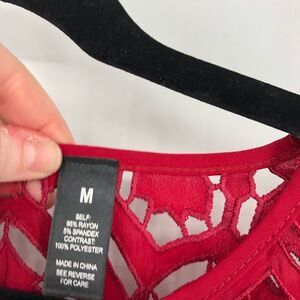 M
SELF:
95% RAYON
5% SPANDEX
CONTRAST:
100% POLYESTER
MADE IN CHINA
SEE REVERSE
FOR CARE